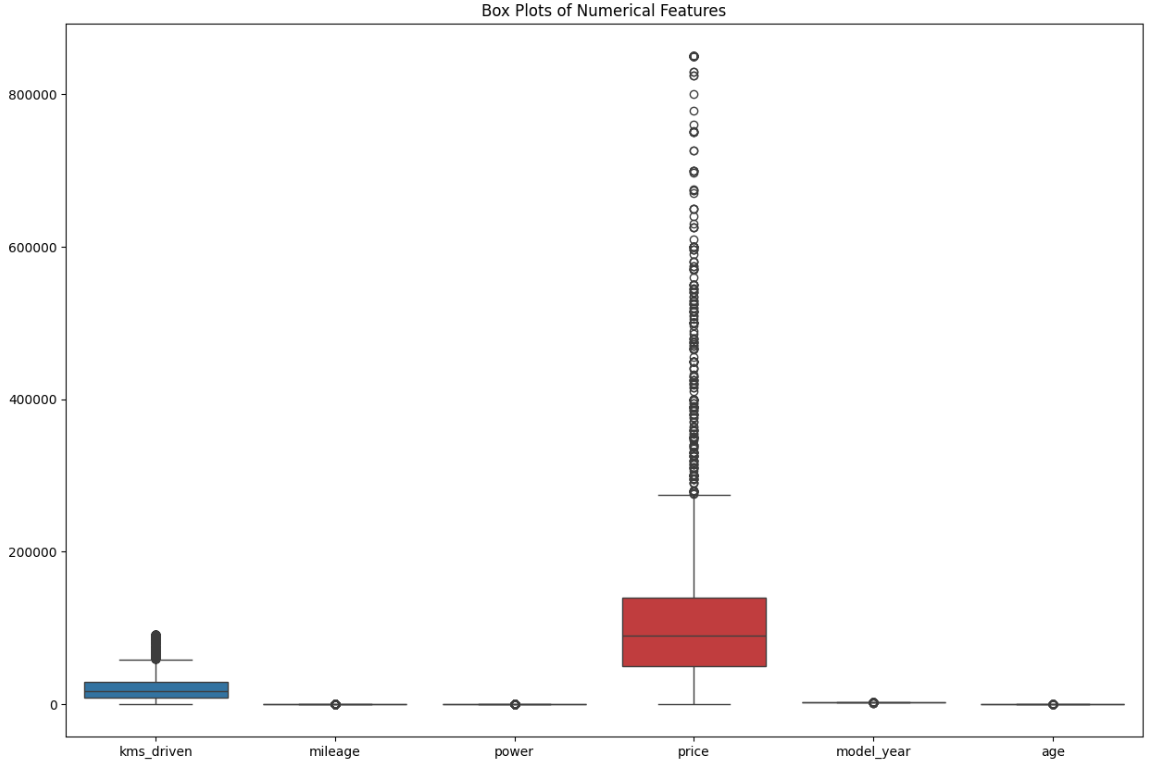 Box Plots of Numerical Features
800000
600000
400000
200000
0
kms_driven mileage power price model_year age